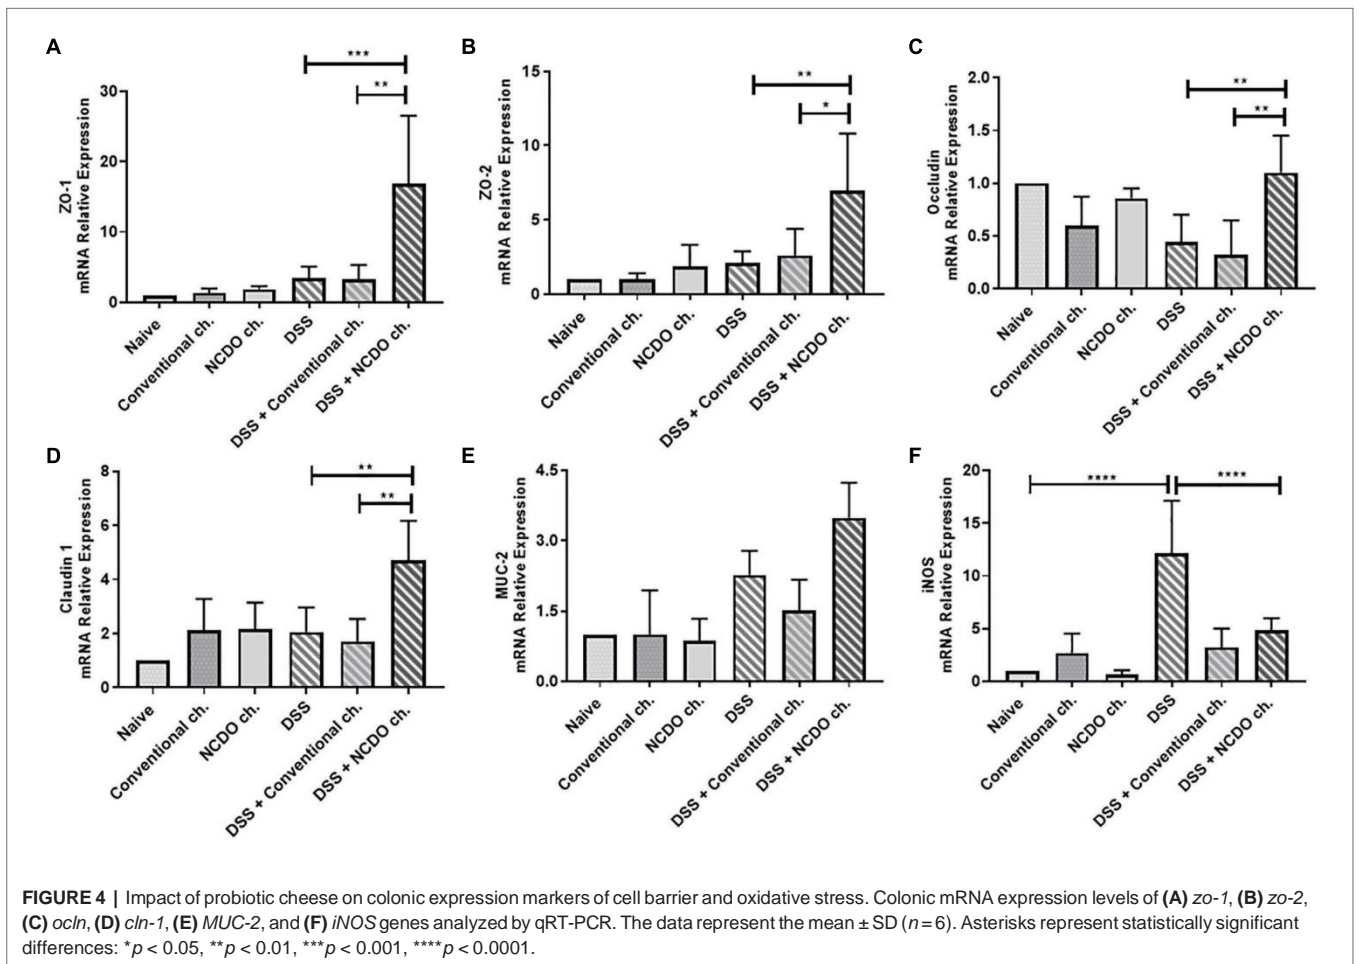 A
ZO-1
mRNA Relative Expression
30
20
10
0
***
**
Naive
Conventional ch.
NCDO ch.
DSS
DSS + Conventional ch.
DSS + NCDO ch.
B
ZO-2
mRNA Relative Expression
15
10
5
0
**
*
Naive
Conventional ch.
NCDO ch.
DSS
DSS + Conventional ch.
DSS + NCDO ch.
C
Occludin
mRNA Relative Expression
2.0
1.5
1.0
0.5
0.0
**
**
Naive
Conventional ch.
NCDO ch.
DSS
DSS + Conventional ch.
DSS + NCDO ch.
D
Claudin 1
mRNA Relative Expression
8
6
4
2
0
**
**
Naive
Conventional ch.
NCDO ch.
DSS
DSS + Conventional ch.
DSS + NCDO ch.
E
MUC-2
mRNA Relative Expression
4.5
3.0
1.5
0.0
Naive
Conventional ch.
NCDO ch.
DSS
DSS + Conventional ch.
DSS + NCDO ch.
F
iNOS
mRNA Relative Expression
20
15
10
5
0
****
****
Naive
Conventional ch.
NCDO ch.
DSS
DSS + Conventional ch.
DSS + NCDO ch.
FIGURE 4 | Impact of probiotic cheese on colonic expression markers of cell barrier and oxidative stress. Colonic mRNA expression levels of (A) zo-1, (B) zo-2,
(C) ocln, (D) cln-1, (E) MUC-2, and (F) iNOS genes analyzed by qRT-PCR. The data represent the mean ± SD (n = 6). Asterisks represent statistically significant
differences: *p < 0.05, **p < 0.01, ***p < 0.001, ****p < 0.0001.